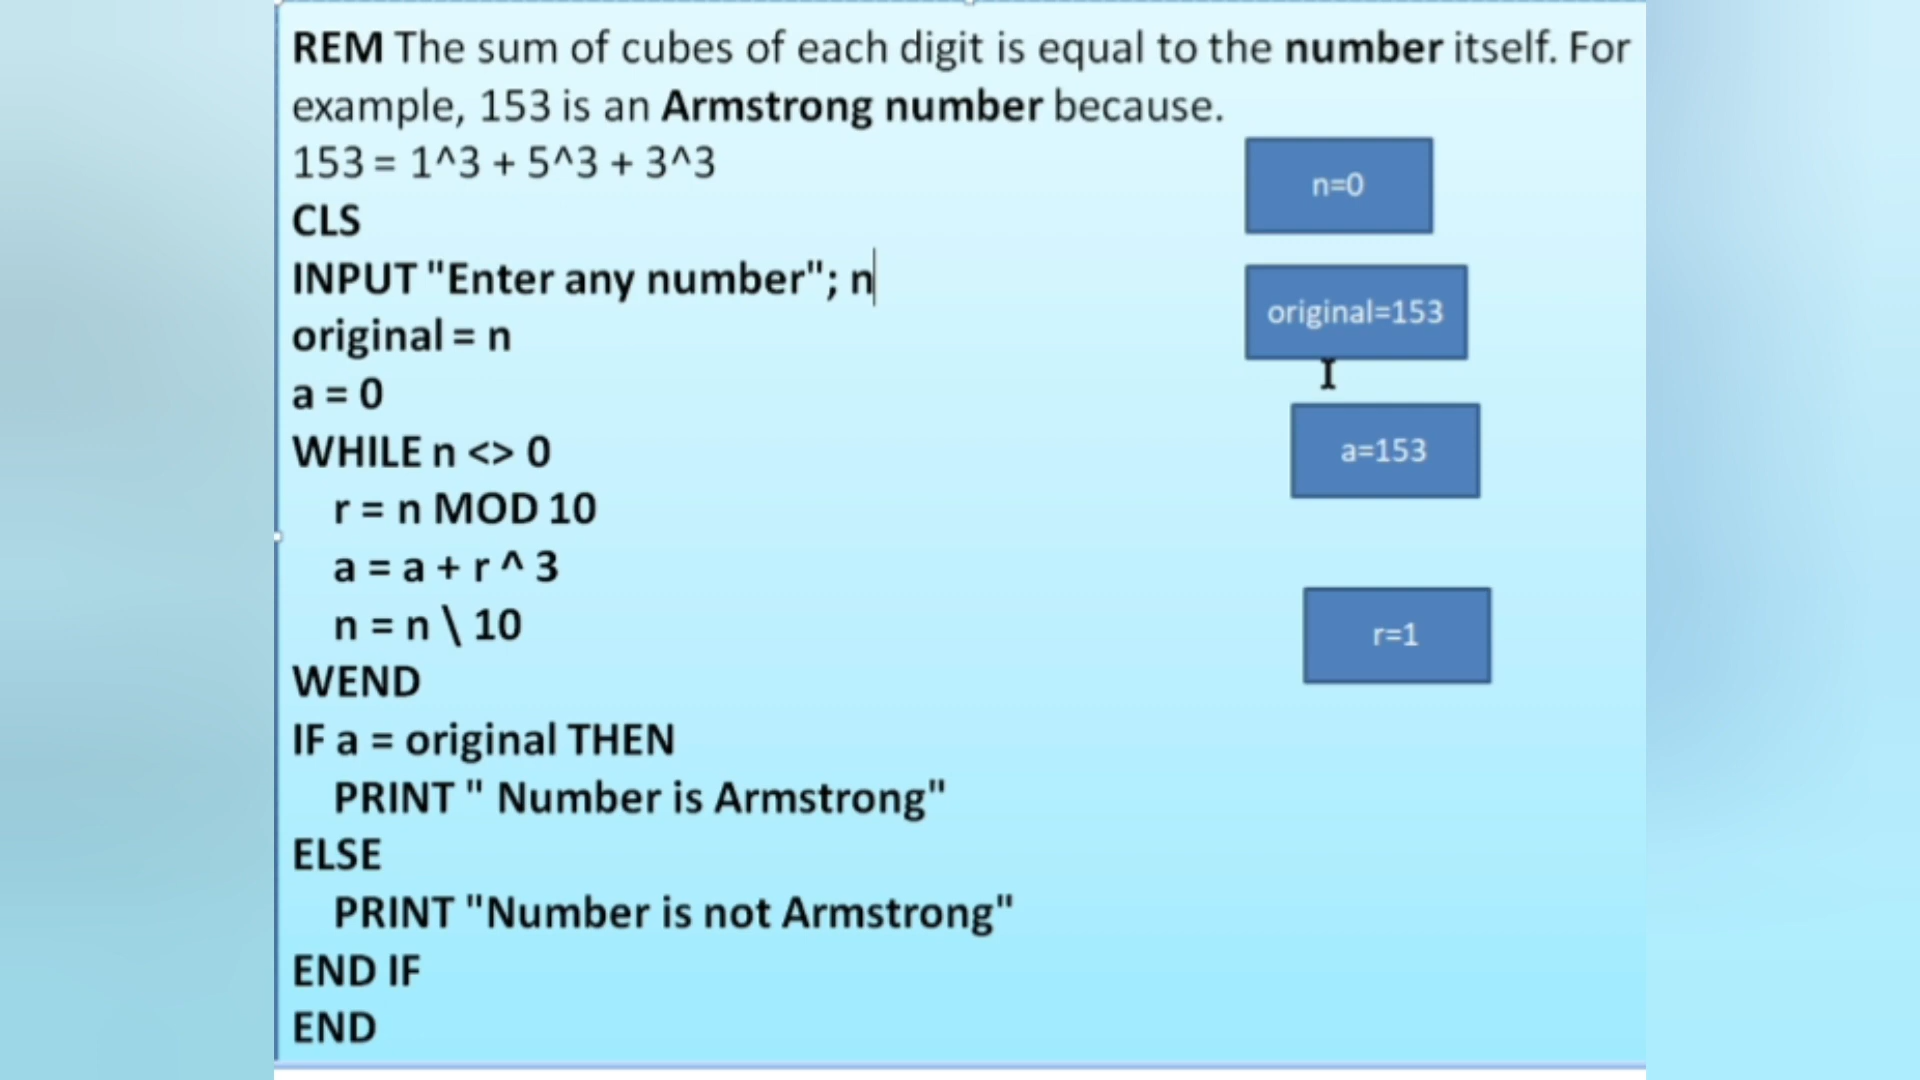 REM The sum of cubes of each digit is equal to the number itself. For
example, 153 is an Armstrong number because.
153 = 1^3 + 5^3 + 3^3
CLS
INPUT "Enter any number"; n
original = n
a = 0
WHILE n <> 0
r = n MOD 10
a = a + r ^ 3
n = n \ 10
WEND
IF a = original THEN
PRINT " Number is Armstrong"
ELSE
PRINT "Number is not Armstrong"
END IF
END
n=0
original=153
a=153
r=1